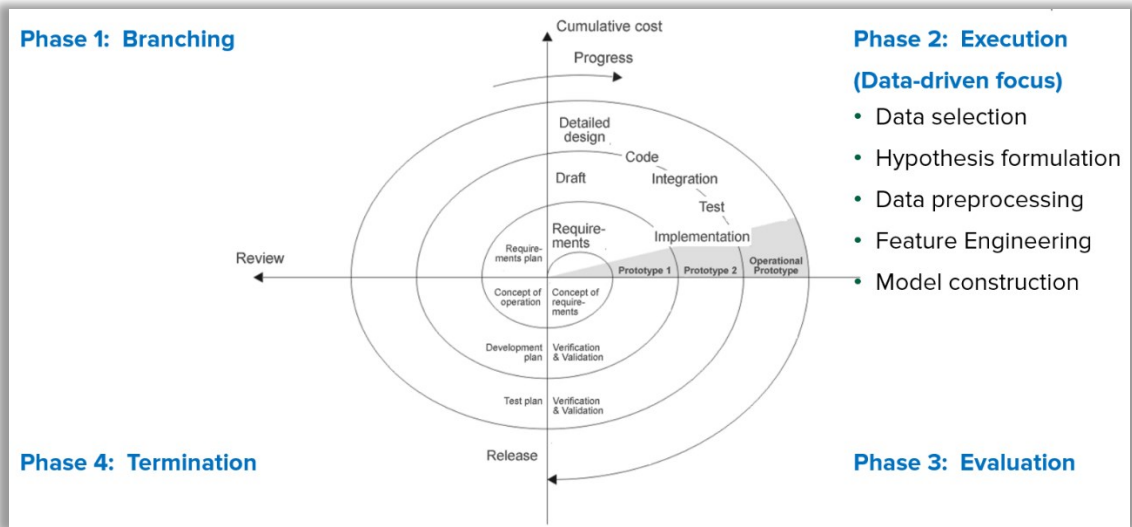 Phase 1:  Branching
Cumulative cost
Progress
Phase 2:  Execution
(Data-driven focus)
• Data selection
• Hypothesis formulation
• Data preprocessing
• Feature Engineering
• Model construction
Detailed
design
Code
Draft
Integration
Test
Require-
ments
Implementation
Require-
ments plan
Review
Prototype 1
Prototype 2
Operational
Prototype
Concept of
operation
Concept of
require-
ments
Development
plan
Verification
& Validation
Test plan
Verification
& Validation
Release
Phase 4:  Termination
Phase 3:  Evaluation